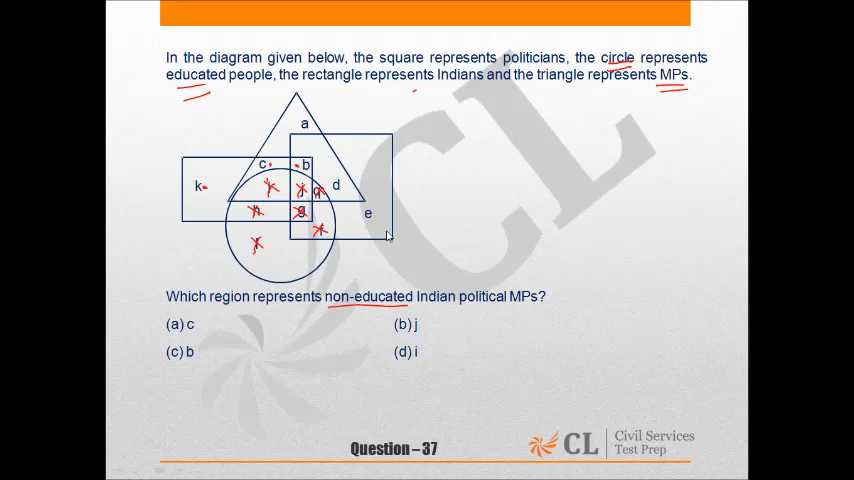 In the diagram given below, the square represents politicians, the circle represents
educated people, the rectangle represents Indians and the triangle represents MPs.
a
c b
k j d
e
g
f
Which region represents non-educated Indian political MPs?
(a) c (b) j
(c) b (d) i
Question – 37
CL Civil Services
Test Prep
CL